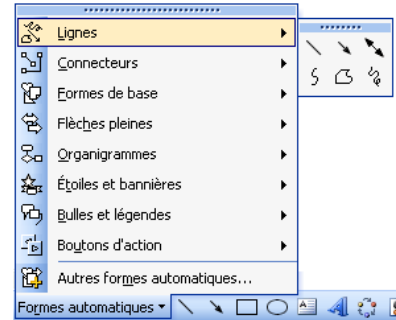 Lignes
Connecteurs
Formes de base
Flèches pleines
Organigrammes
Étoiles et bannières
Bulles et légendes
Boutons d'action
Autres formes automatiques...
Formes automatiques